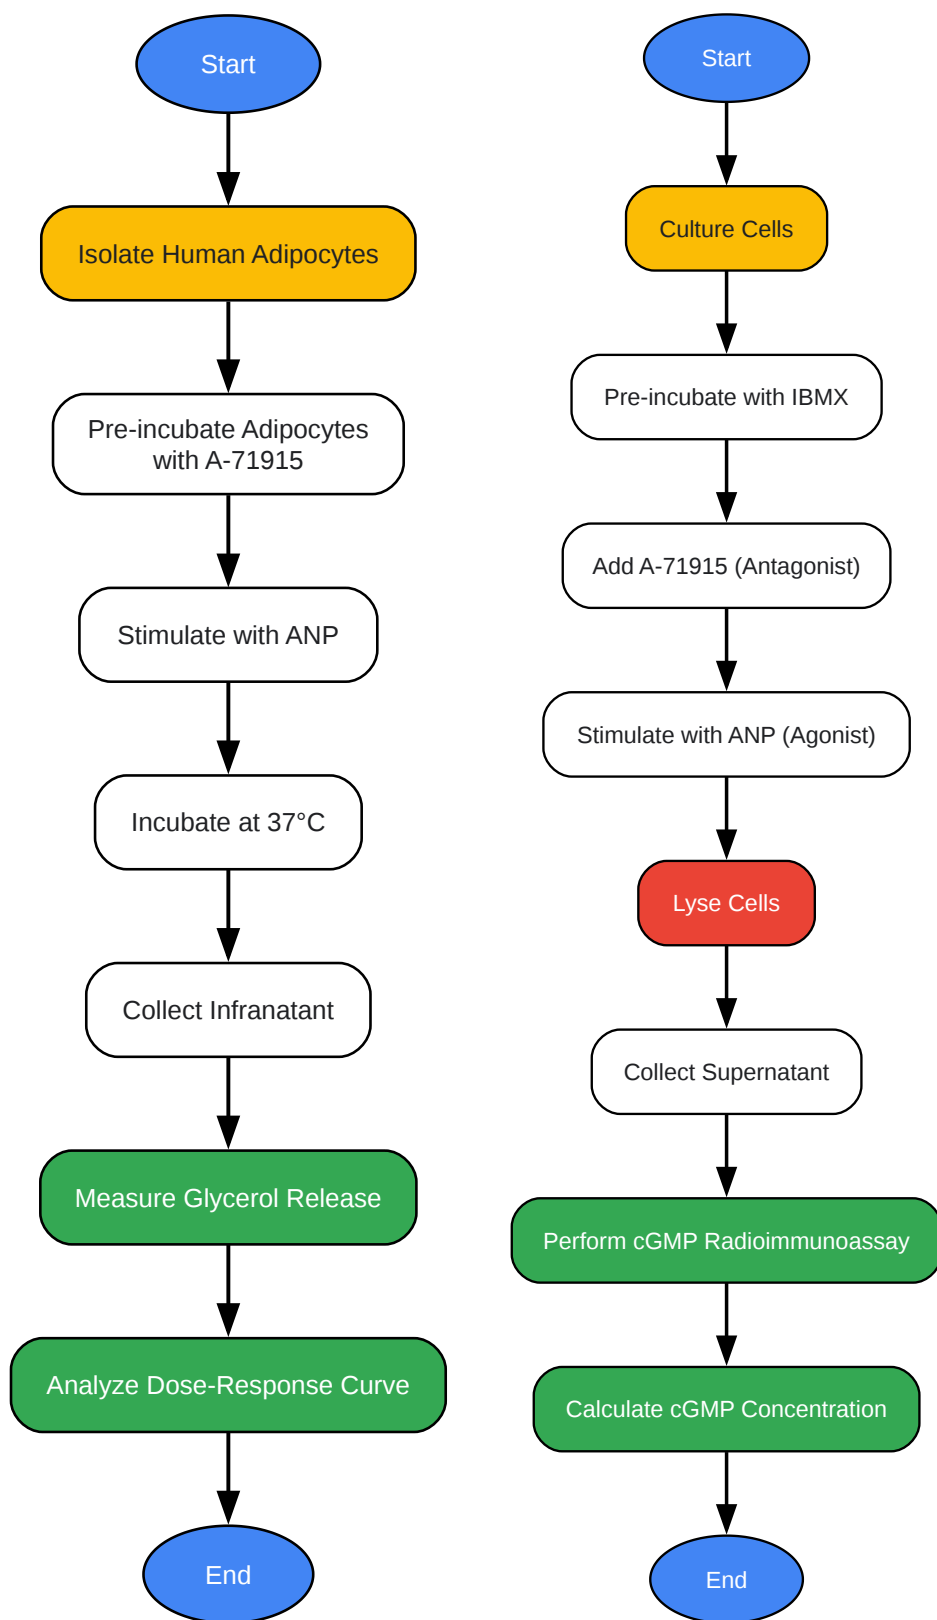 Start
Isolate Human Adipocytes
Pre-incubate Adipocytes
with A-71915
Stimulate with ANP
Incubate at 37°C
Collect Infranatant
Measure Glycerol Release
Analyze Dose-Response Curve
End
Start
Culture Cells
Pre-incubate with IBMX
Add A-71915 (Antagonist)
Stimulate with ANP (Agonist)
Lyse Cells
Collect Supernatant
Perform cGMP Radioimmunoassay
Calculate cGMP Concentration
End